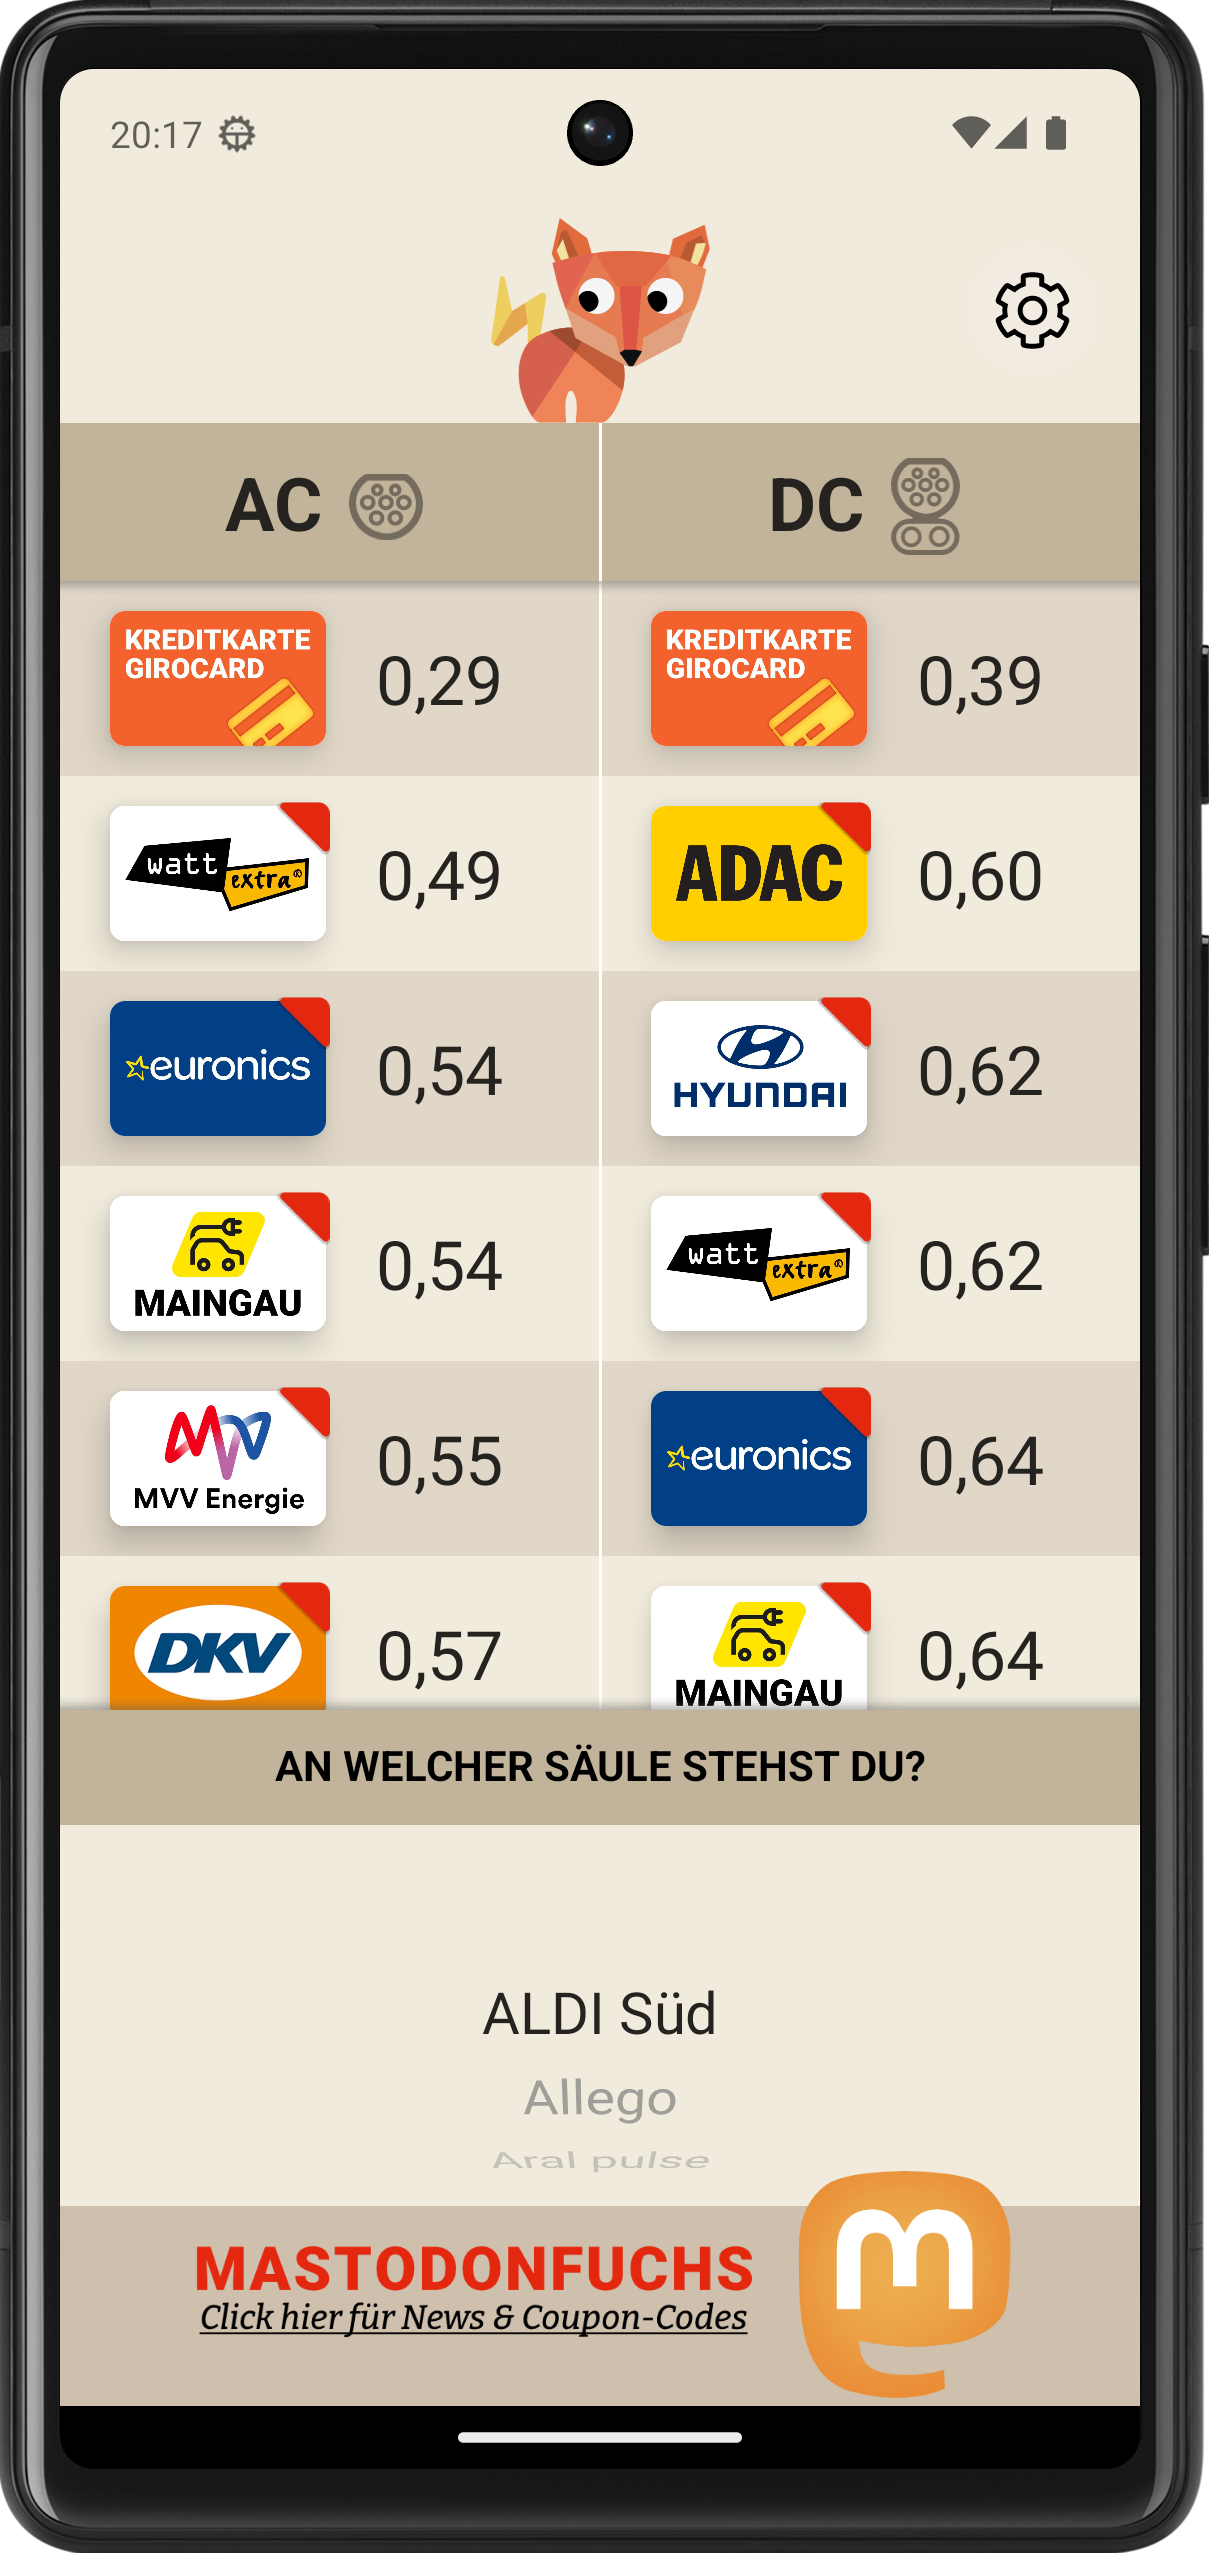 20:17
AC
DC
KREDITKARTE
GIROCARD
0,29
KREDITKARTE
GIROCARD
0,39
watt
extra®
0,49
ADAC
0,60
euronics
0,54
HYUNDAI
0,62
MAINGAU
0,54
watt
extra®
0,62
MVV Energie
0,55
euronics
0,64
DKV
0,57
MAINGAU
0,64
AN WELCHER SÄULE STEHST DU?
ALDI Süd
Allego
Aral pulse
MASTODONFUCHS
Click hier für News & Coupon-Codes
m